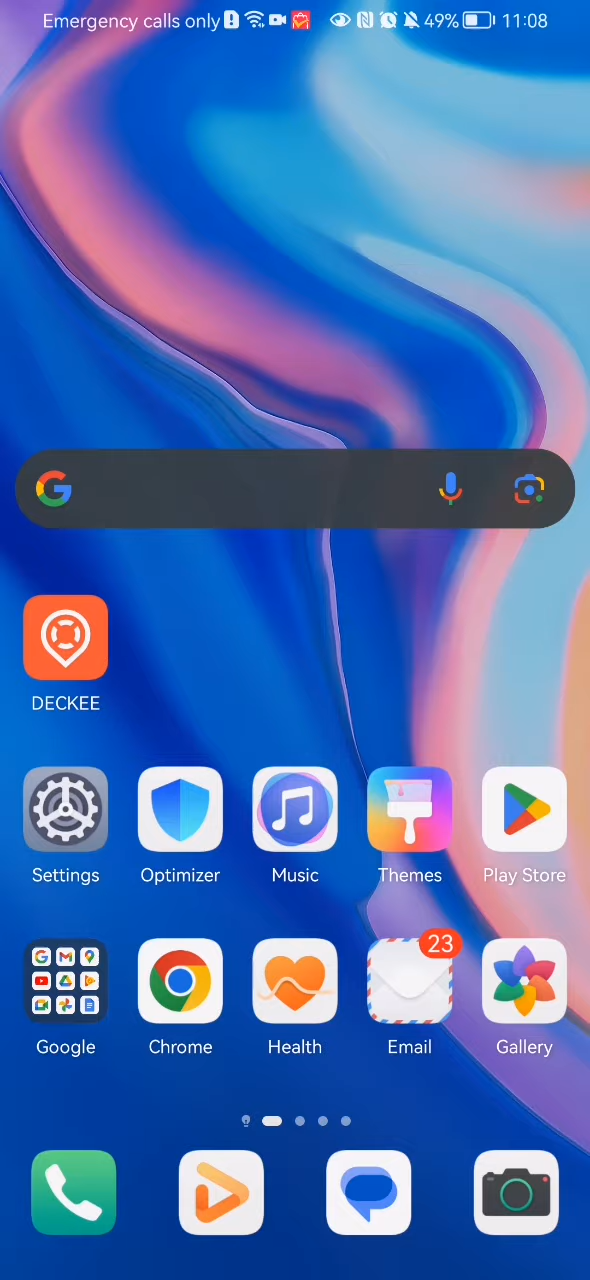 Emergency calls only 49% 11:08
DECKEE
Settings Optimizer Music Themes Play Store
23
Google Chrome Health Email Gallery